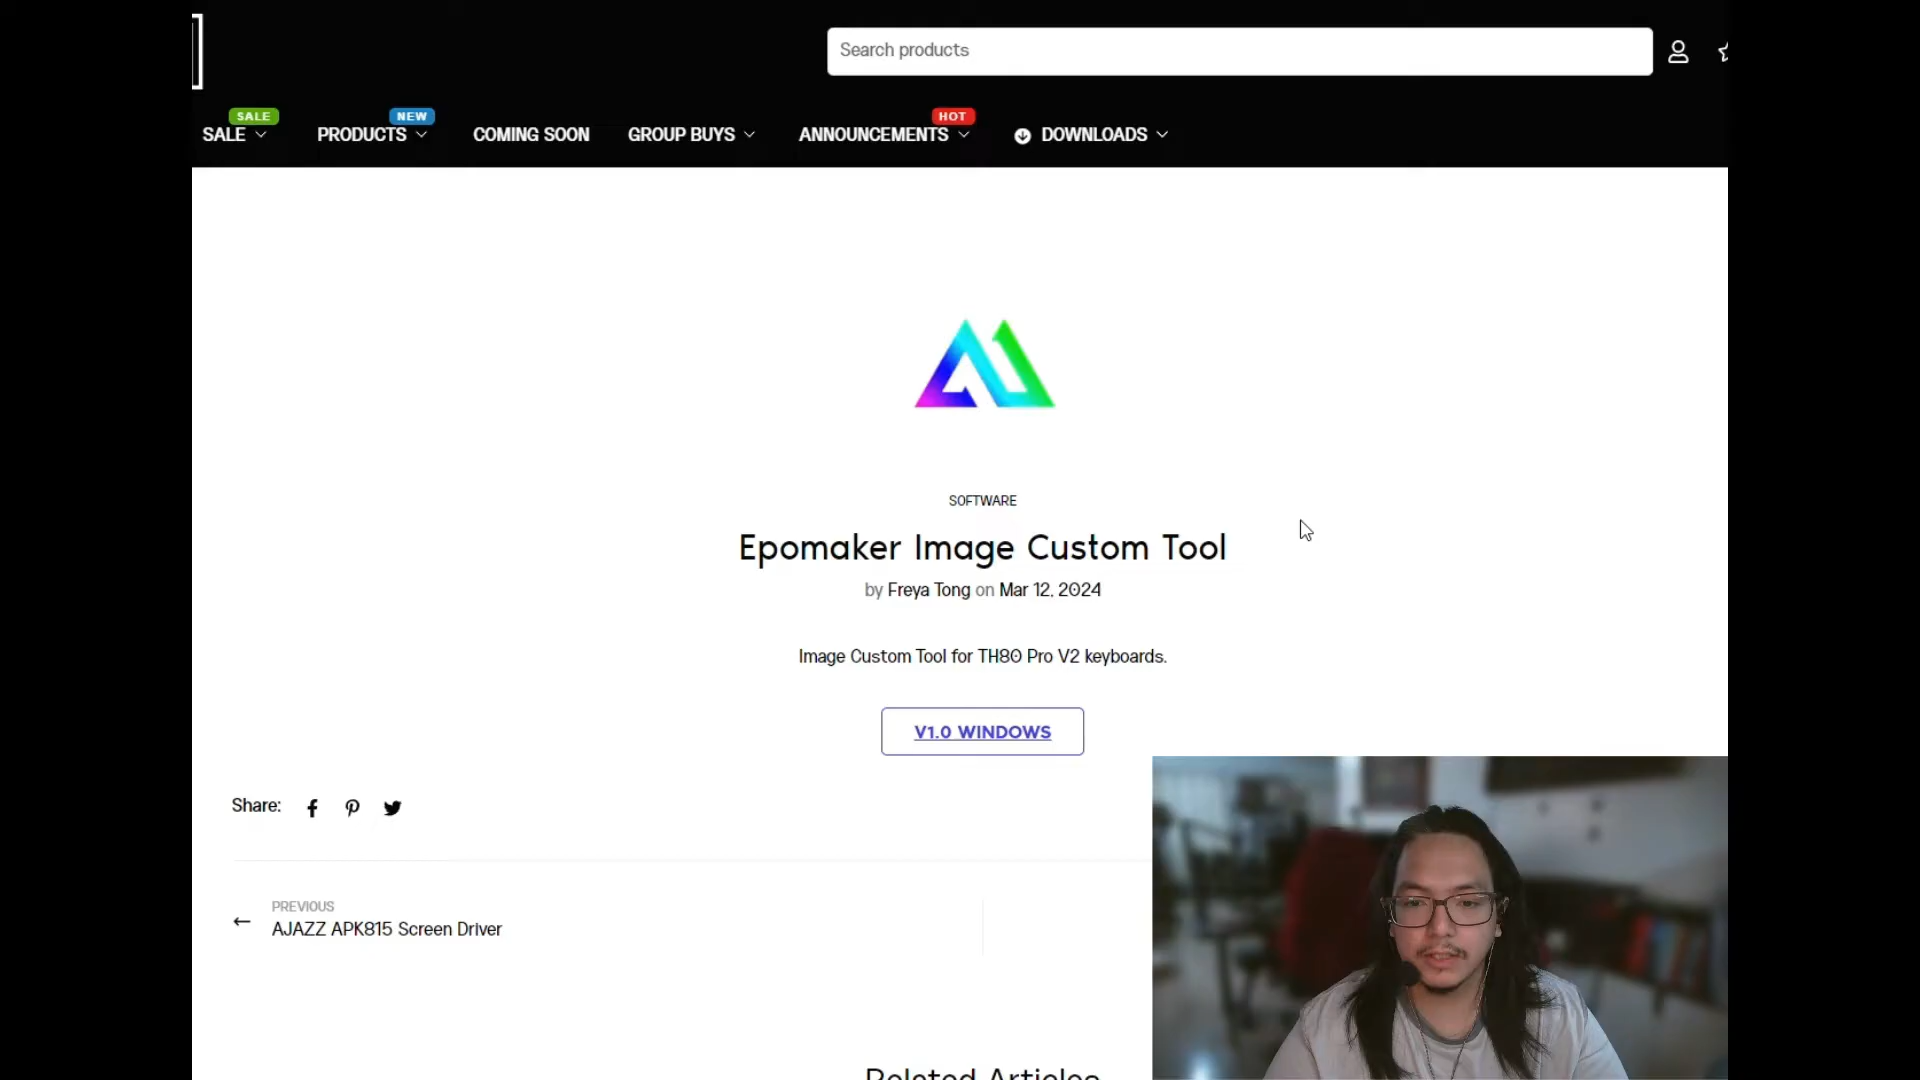 Search products
SALE
NEW
HOT
SALE
PRODUCTS
COMING SOON
GROUP BUYS
ANNOUNCEMENTS
DOWNLOADS
SOFTWARE
Epomaker Image Custom Tool
by Freya Tong on Mar 12, 2024
Image Custom Tool for TH80 Pro V2 keyboards.
V1.0 WINDOWS
Share:
PREVIOUS
AJAZZ APK815 Screen Driver
Related Articles